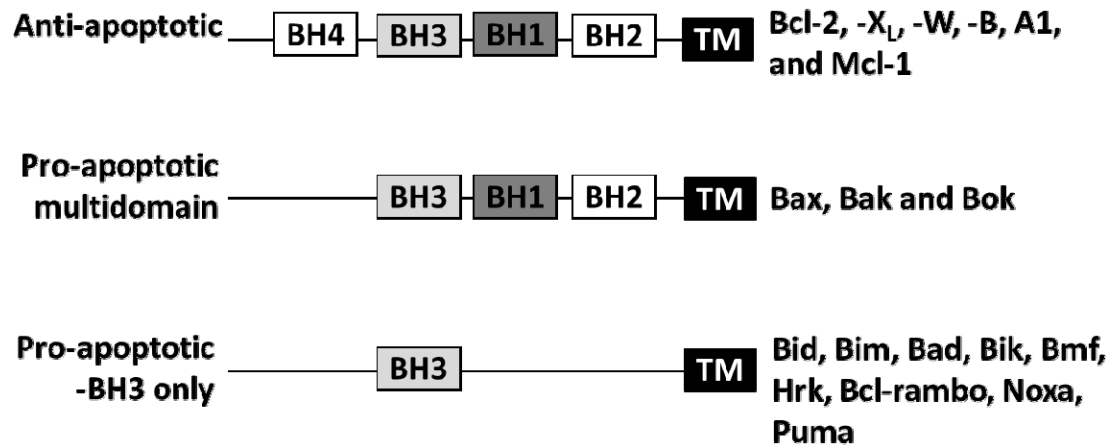 Anti-apoptotic BH4 BH3 BH1 BH2 TM Bcl-2, -XL, -W, -B, A1,
and Mcl-1
Pro-apoptotic
multidomain BH3 BH1 BH2 TM Bax, Bak and Bok
Pro-apoptotic
-BH3 only BH3 TM Bid, Bim, Bad, Bik, Bmf,
Hrk, Bcl-rambo, Noxa,
Puma